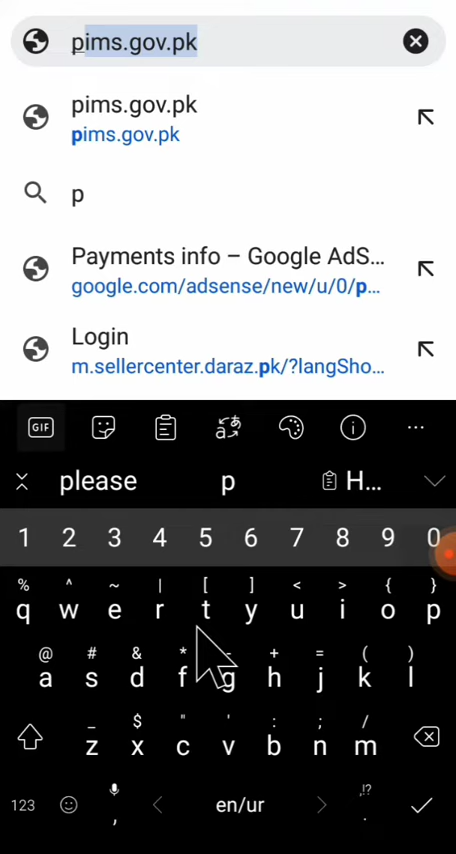 pims.gov.pk
pims.gov.pk
pims.gov.pk
p
Payments info – Google AdS...
google.com/adsense/new/u/0/p...
Login
m.sellercenter.daraz.pk/?langSho...
GIF
please p H...
1 2 3 4 5 6 7 8 9 0
% ^ ~ | [ ] < > { }
q w e r t y u i o p
@ # & * - + = ( )
a s d f g h j k l
_ $ " ' : ; /
z x c v b n m
,!?
123 , en/ur .